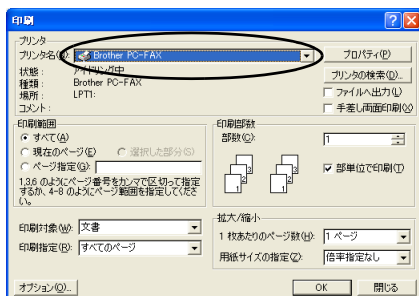 印刷
プリンタ
プリンタ名(N): Brother PC-FAX
プロパティ(P)
状態: アイドリング中
プリンタの検索(D)...
種類: Brother PC-FAX
場所: LPT1:
ファイルへ出力(L)
コメント:
手差し両面印刷(X)
印刷範囲
すべて(A)
現在のページ(E)
選択した部分(S)
ページ指定(G):
1,3,6 のようにページ番号をカンマで区切って指定
するか、4-8 のようにページ範囲を指定してくださ
い。
印刷部数
部数(C): 1
部単位で印刷(T)
印刷対象(W): 文書
印刷指定(R): すべてのページ
拡大/縮小
1 枚あたりのページ数(H): 1 ページ
用紙サイズの指定(Z): 倍率指定なし
オプション(O)...
OK
閉じる